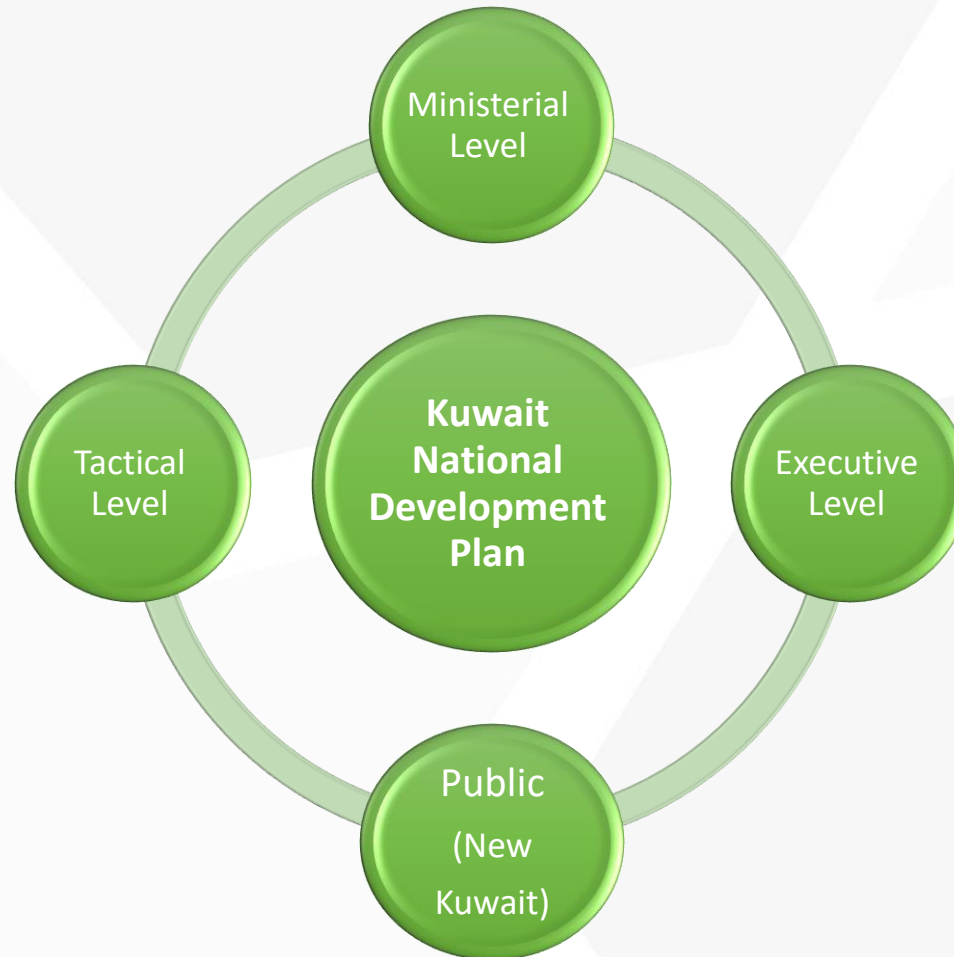 Ministerial
Level
Kuwait
National
Development
Plan
Tactical
Level
Executive
Level
Public
(New
Kuwait)